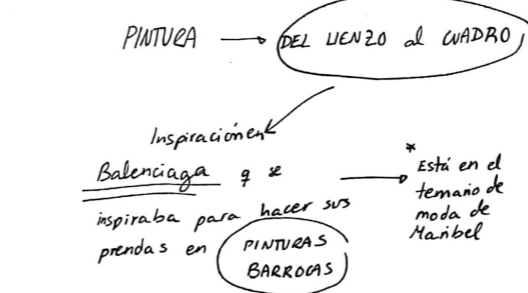 PINTURA → DEL LIENZO al CUADRO
Inspiración en
Balenciaga q se
inspiraba para hacer sus
prendas en PINTURAS
BARROCAS
* Está en el
temario de
moda de
Maribel